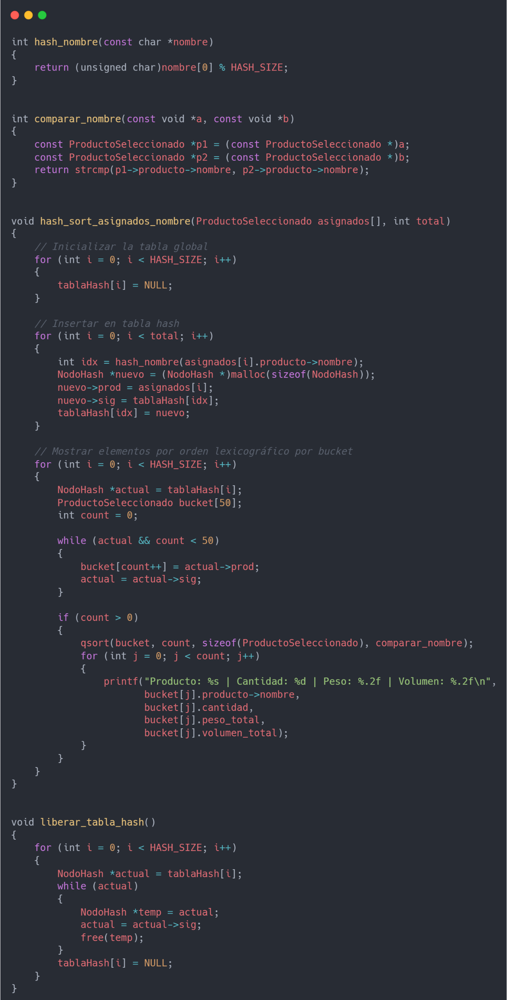 int hash_nombre(const char *nombre)
{
    return (unsigned char)nombre[0] % HASH_SIZE;
}
int comparar_nombre(const void *a, const void *b)
{
    const ProductoSeleccionado *p1 = (const ProductoSeleccionado *)a;
    const ProductoSeleccionado *p2 = (const ProductoSeleccionado *)b;
    return strcmp(p1->producto->nombre, p2->producto->nombre);
}
void hash_sort_asignados_nombre(ProductoSeleccionado asignados[], int total)
{
    // Inicializar la tabla global
    for (int i = 0; i < HASH_SIZE; i++)
    {
        tablaHash[i] = NULL;
    }
    // Insertar en tabla hash
    for (int i = 0; i < total; i++)
    {
        int idx = hash_nombre(asignados[i].producto->nombre);
        NodoHash *nuevo = (NodoHash *)malloc(sizeof(NodoHash));
        nuevo->prod = asignados[i];
        nuevo->sig = tablaHash[idx];
        tablaHash[idx] = nuevo;
    }
    // Mostrar elementos por orden lexicográfico por bucket
    for (int i = 0; i < HASH_SIZE; i++)
    {
        NodoHash *actual = tablaHash[i];
        ProductoSeleccionado bucket[50];
        int count = 0;
        while (actual && count < 50)
        {
            bucket[count++] = actual->prod;
            actual = actual->sig;
        }
        if (count > 0)
        {
            qsort(bucket, count, sizeof(ProductoSeleccionado), comparar_nombre);
            for (int j = 0; j < count; j++)
            {
                printf("Producto: %s | Cantidad: %d | Peso: %.2f | Volumen: %.2f\n",
                       bucket[j].producto->nombre,
                       bucket[j].cantidad,
                       bucket[j].peso_total,
                       bucket[j].volumen_total);
            }
        }
    }
}
void liberar_tabla_hash()
{
    for (int i = 0; i < HASH_SIZE; i++)
    {
        NodoHash *actual = tablaHash[i];
        while (actual)
        {
            NodoHash *temp = actual;
            actual = actual->sig;
            free(temp);
        }
        tablaHash[i] = NULL;
    }
}